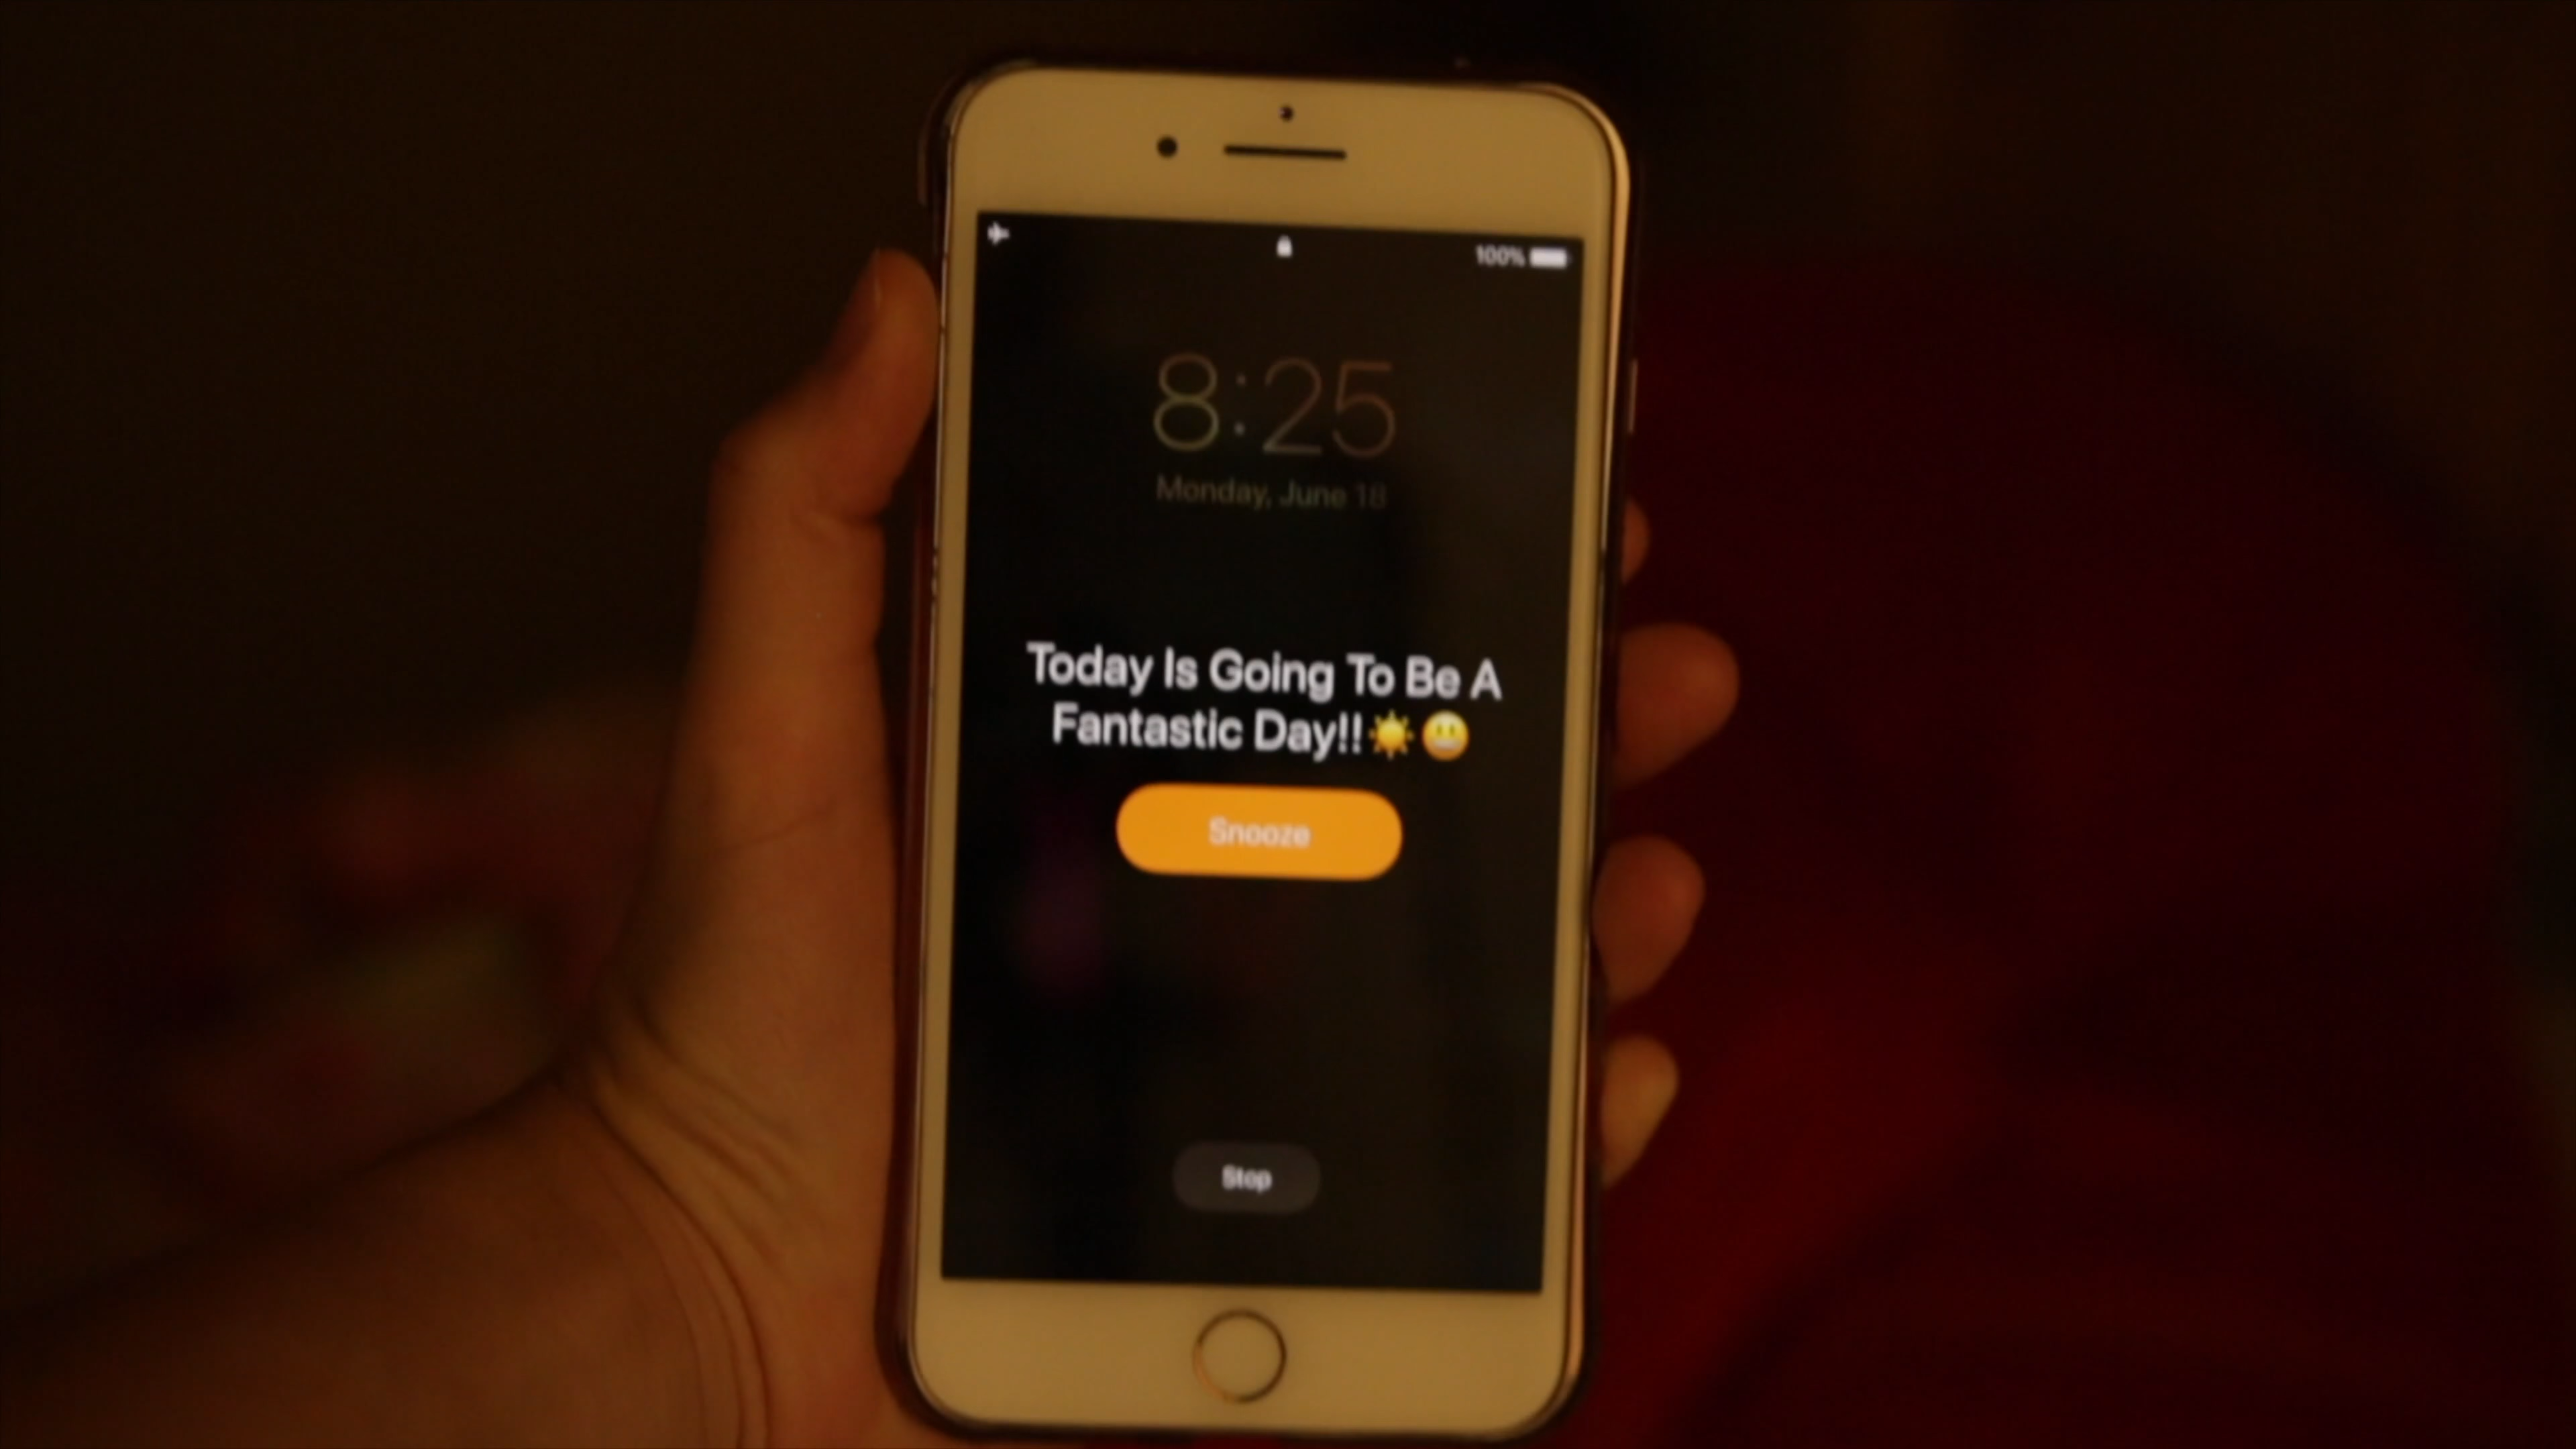 100%
8:25
Monday, June 18
Today Is Going To Be A
Fantastic Day!!☀️😀
Snooze
Stop